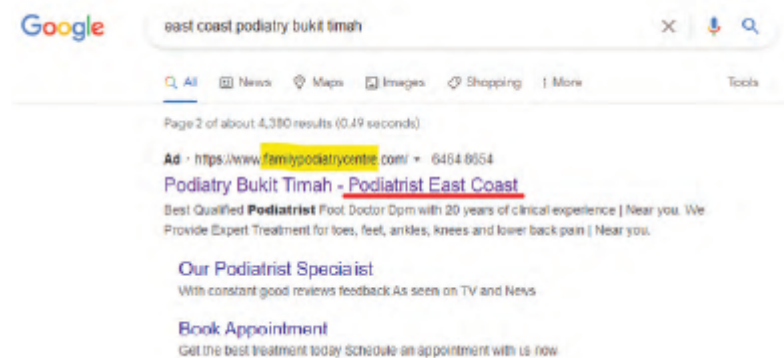 Google east coast podiatry bukit timah
All News Maps Images Shopping More Tools
Page 2 of about 4,380 results (0.49 seconds)
Ad · https://www.familypodiatrycentre.com/ 6464 8654
Podiatry Bukit Timah - Podiatrist East Coast
Best Qualified Podiatrist Foot Doctor Dpm with 20 years of clinical experience | Near you. We
Provide Expert Treatment for toes, feet, ankles, knees and lower back pain | Near you.
Our Podiatrist Specialist
With constant good reviews feedback As seen on TV and News
Book Appointment
Get the best treatment today Schedule an appointment with us now